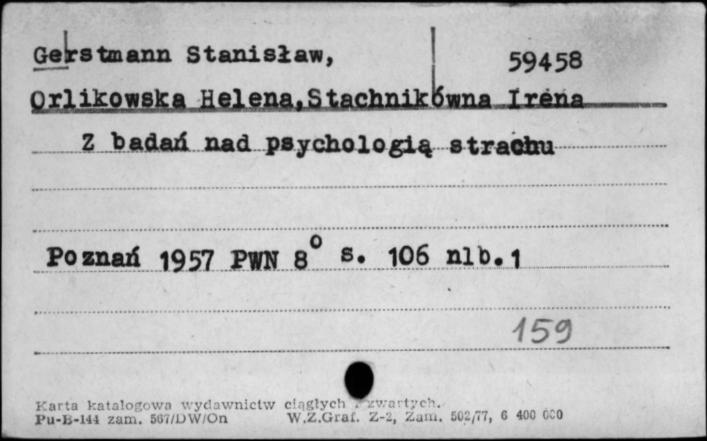 Gerstmann Stanisław, 59458
Orlikowska Helena, Stachnikówna Irena
Z badań nad psychologią strachu
Poznań 1957 PWN 8° s. 106 nlb. 1
159
Karta katalogowa wydawnictw ciągłych zwartych.
Pu-B-144 zam. 567/DW/On W.Z.Graf. Z-2, Zam. 502/77, 6 400 000